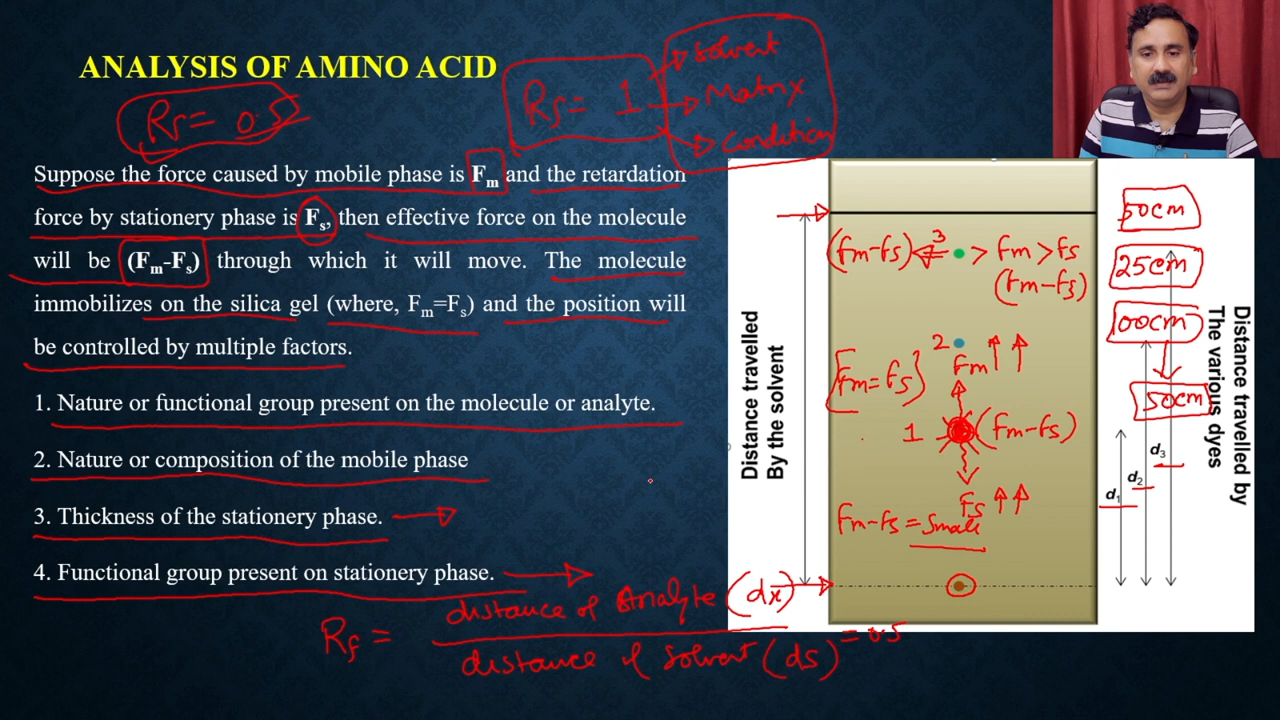 ANALYSIS OF AMINO ACID
Rf = 0.5
Rf = 1
Solvent
Matrix
Condition
Suppose the force caused by mobile phase is Fm and the retardation
force by stationery phase is Fs, then effective force on the molecule
will be (Fm-Fs) through which it will move. The molecule
immobilizes on the silica gel (where, Fm=Fs) and the position will
be controlled by multiple factors.
1. Nature or functional group present on the molecule or analyte.
2. Nature or composition of the mobile phase
3. Thickness of the stationery phase.
4. Functional group present on stationery phase.
Rf = distance of Analyte (dx)
distance of Solvent (ds) = 0.5
Distance travelled
By the solvent
(Fm-Fs)
3
> Fm > Fs
(Fm-Fs)
2
Fm
[Fm = Fs}
1
(Fm-Fs)
Fs
Fm-Fs = Small
50cm
25cm
100cm
50cm
d1
d2
d3
Distance travelled by
The various dyes